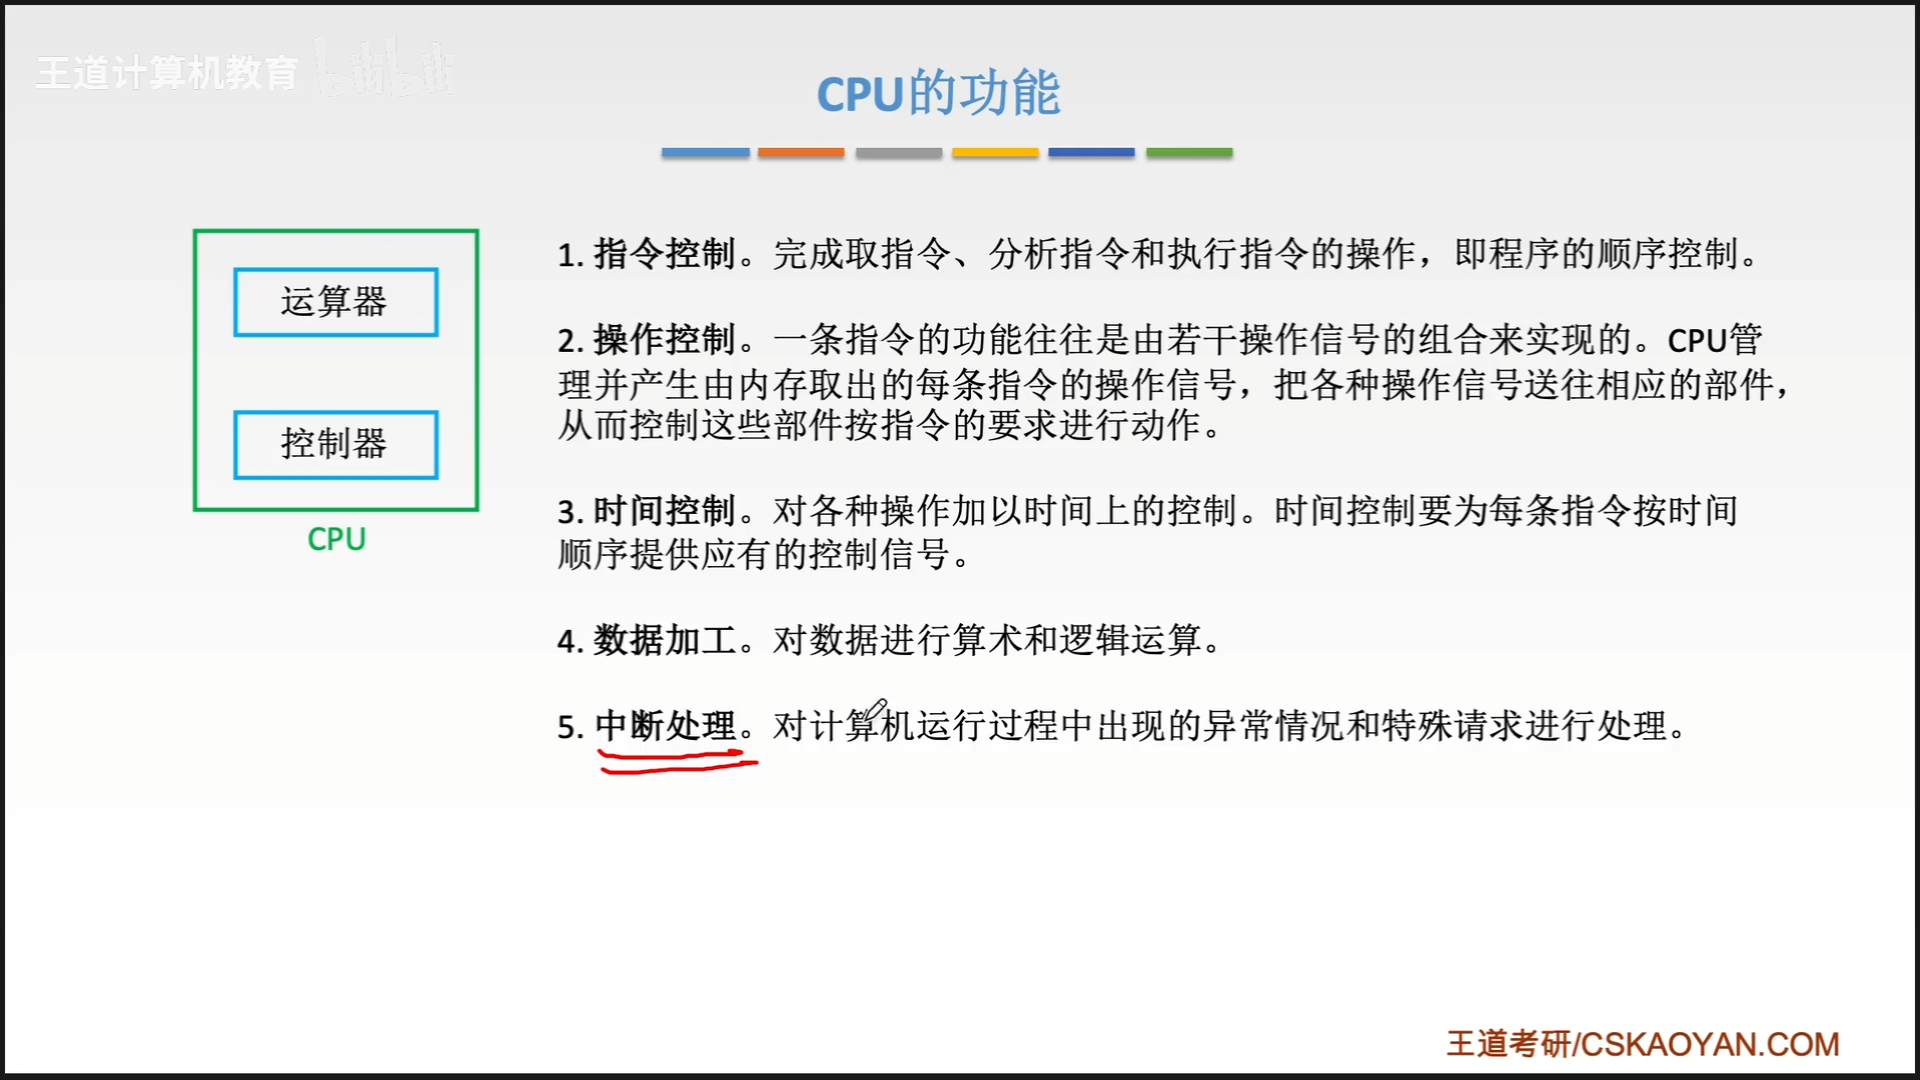 王道计算机教育 bilibili
CPU的功能
运算器
控制器
CPU
1. 指令控制。完成取指令、分析指令和执行指令的操作，即程序的顺序控制。
2. 操作控制。一条指令的功能往往是由若干操作信号的组合来实现的。CPU管
理并产生由内存取出的每条指令的操作信号，把各种操作信号送往相应的部件，
从而控制这些部件按指令的要求进行动作。
3. 时间控制。对各种操作加以时间上的控制。时间控制要为每条指令按时间
顺序提供应有的控制信号。
4. 数据加工。对数据进行算术和逻辑运算。
5. 中断处理。对计算机运行过程中出现的异常情况和特殊请求进行处理。
王道考研/CSKAOYAN.COM